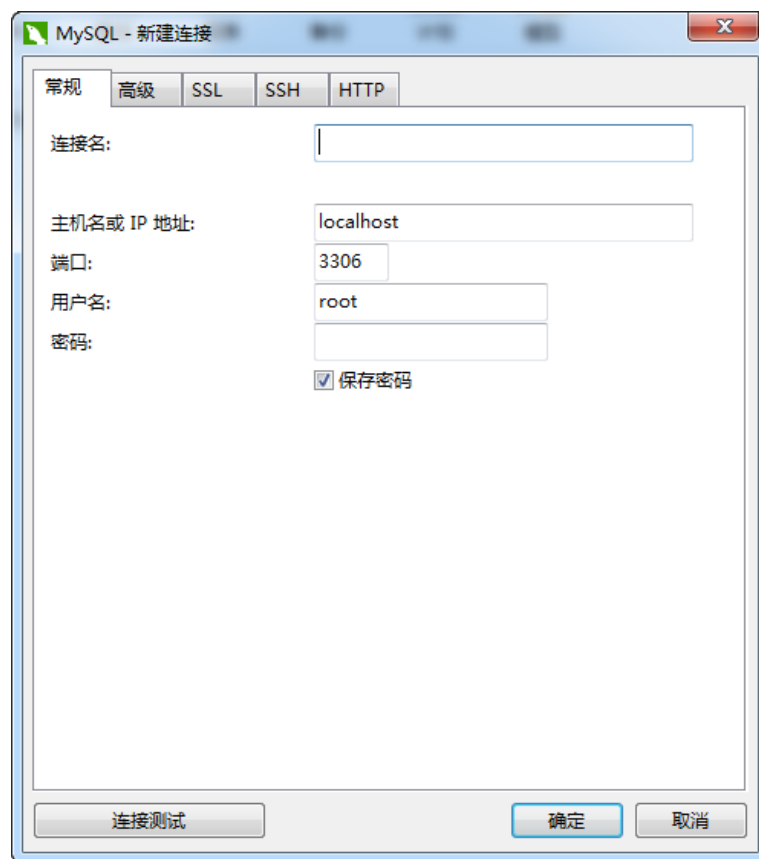 MySQL - 新建连接
常规 高级 SSL SSH HTTP
连接名:
主机名或 IP 地址: localhost
端口: 3306
用户名: root
密码:
保存密码
连接测试 确定 取消